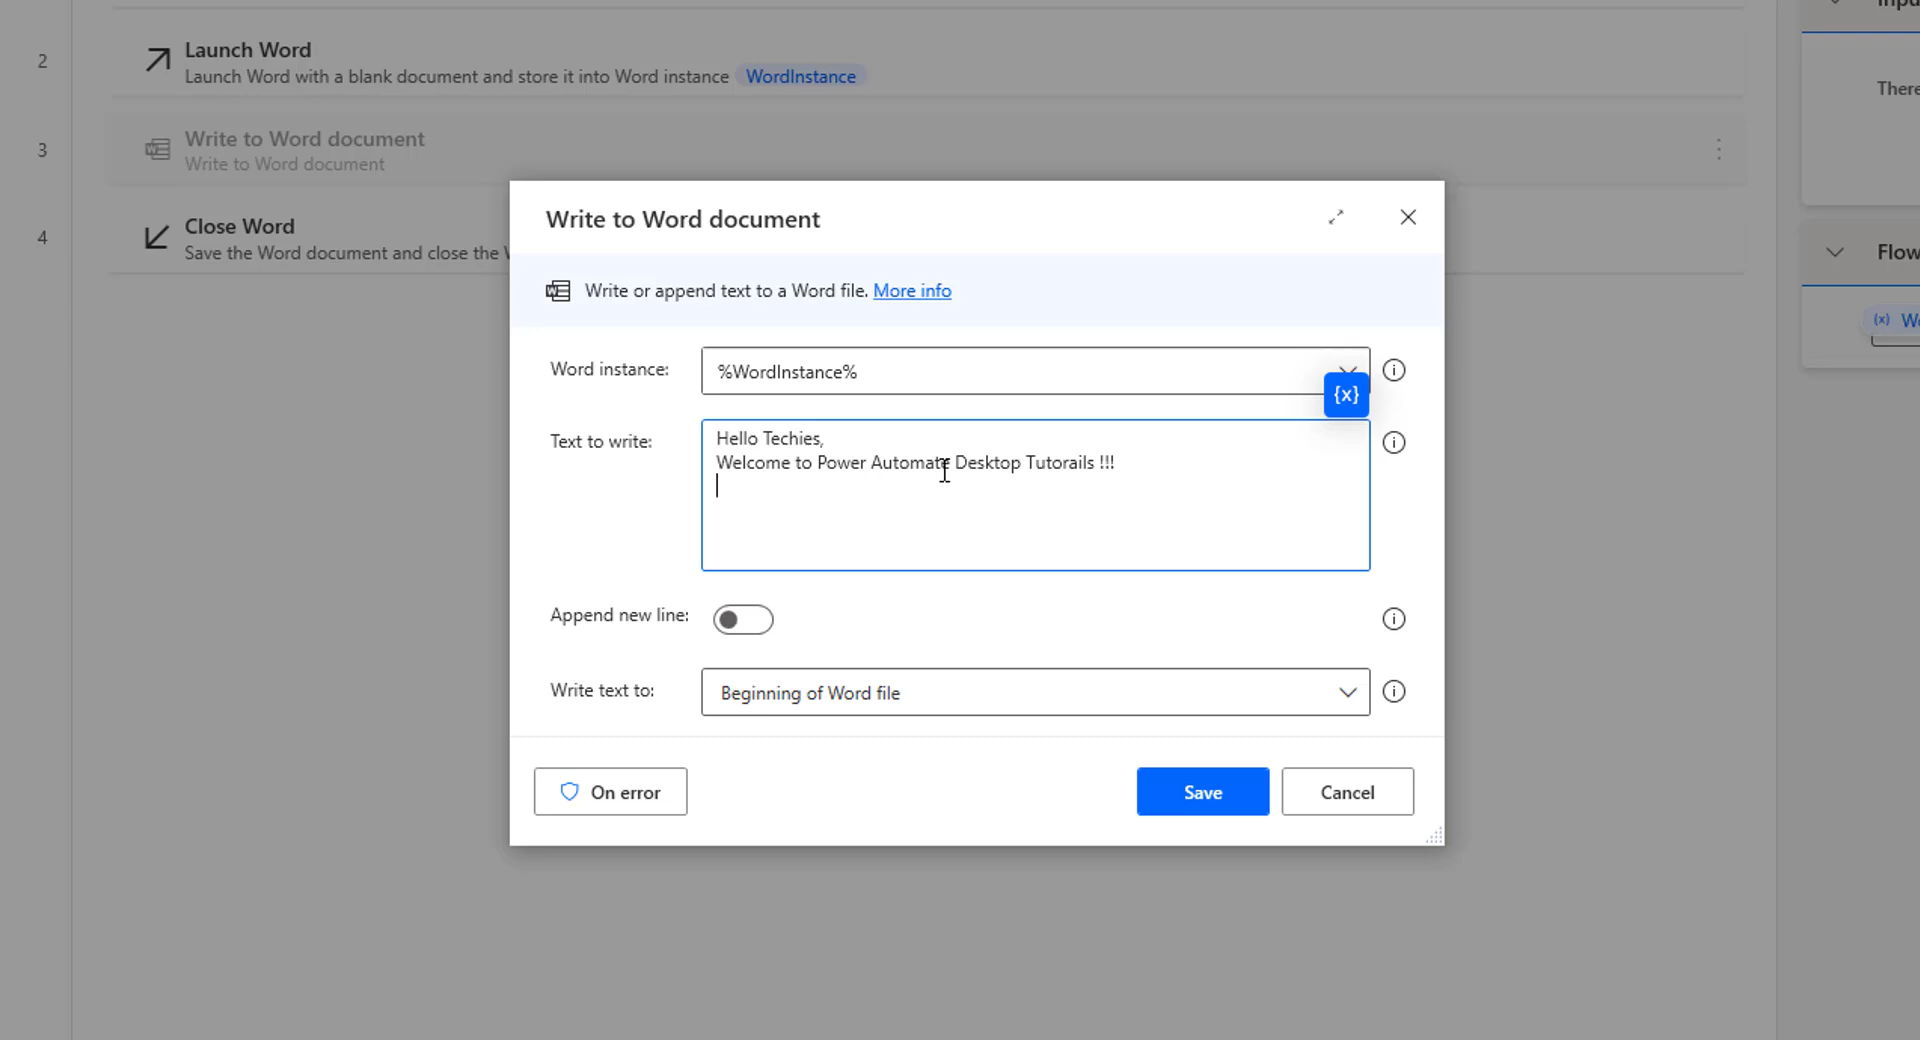 2
Launch Word
Launch Word with a blank document and store it into Word instance WordInstance
3
Write to Word document
Write to Word document
4
Close Word
Save the Word document and close the
Write to Word document
Write or append text to a Word file. More info
Word instance:
%WordInstance%
{x}
Text to write:
Hello Techies,
Welcome to Power Automate Desktop Tutorails !!!
Append new line:
Write text to:
Beginning of Word file
On error
Save
Cancel
There
Flow
(x)